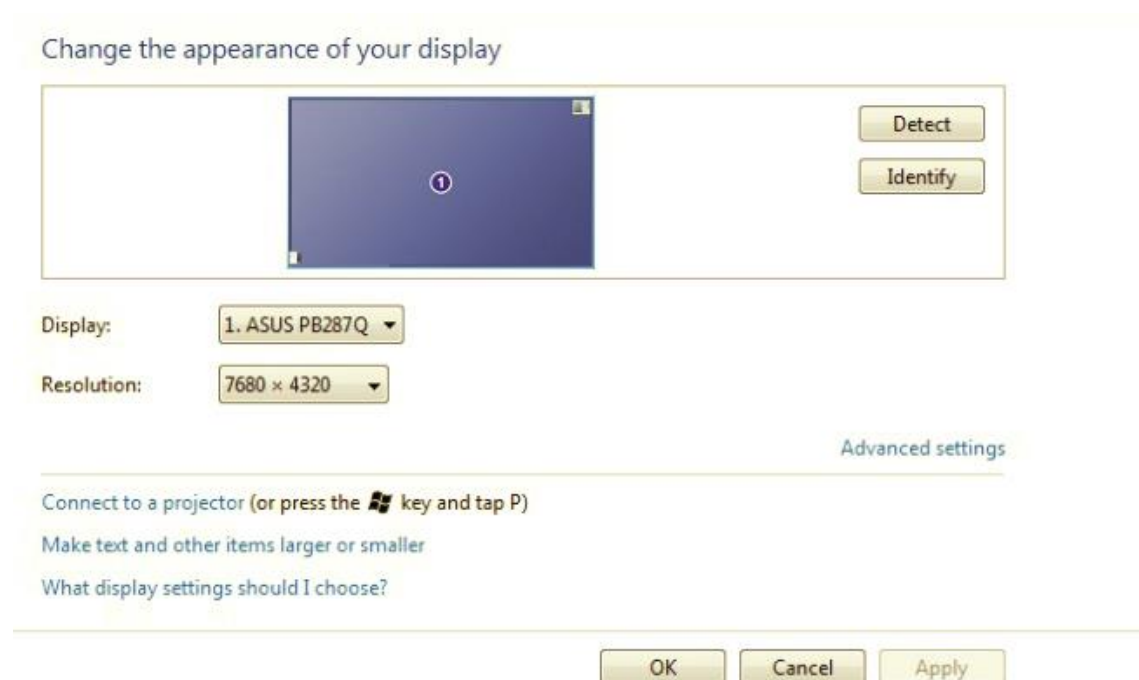 Change the appearance of your display
1
Detect
Identify
Display: 1. ASUS PB287Q
Resolution: 7680 × 4320
Advanced settings
Connect to a projector (or press the key and tap P)
Make text and other items larger or smaller
What display settings should I choose?
OK Cancel Apply